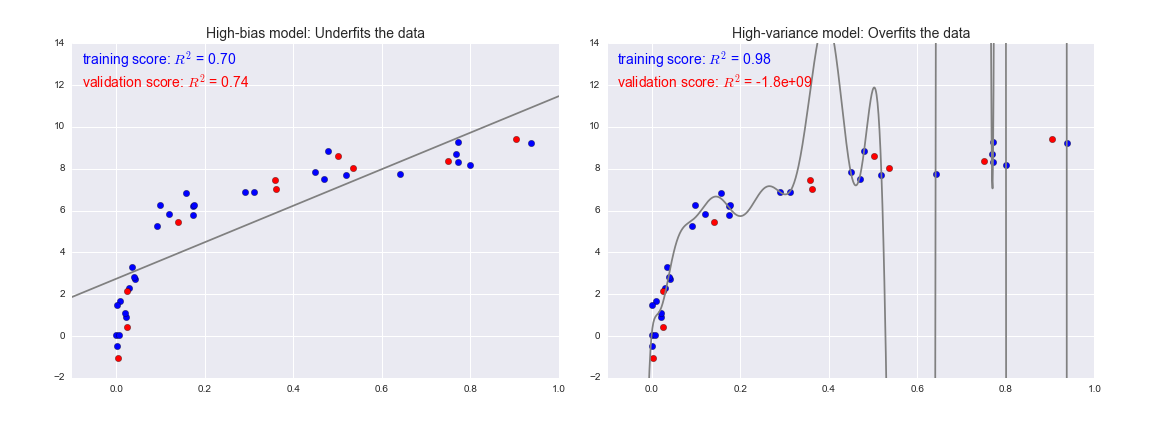 High-bias model: Underfits the data
training score: R² = 0.70
validation score: R² = 0.74
14
12
10
8
6
4
2
0
−2
0.0 0.2 0.4 0.6 0.8 1.0
High-variance model: Overfits the data
training score: R² = 0.98
validation score: R² = -1.8e+09
14
12
10
8
6
4
2
0
−2
0.0 0.2 0.4 0.6 0.8 1.0